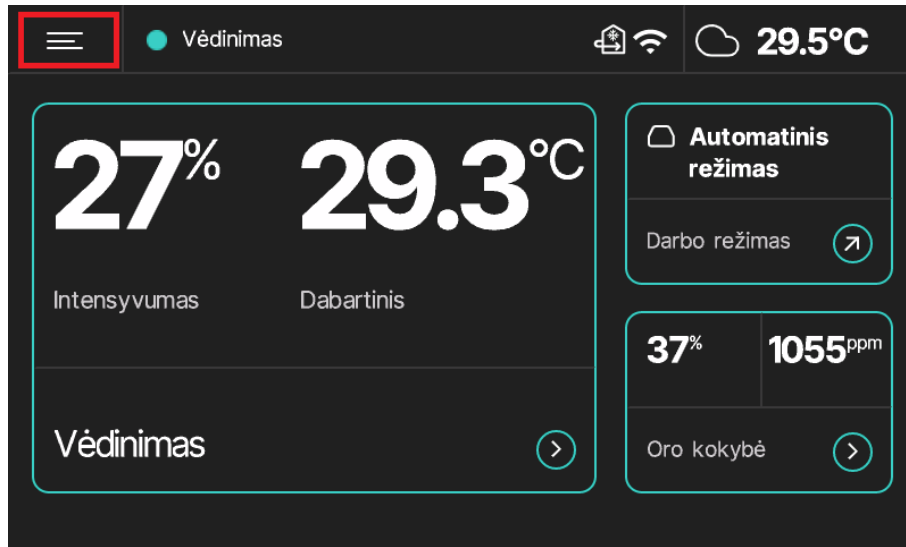 Vėdinimas
29.5°C
27%
29.3°C
Intensyvumas
Dabartinis
Vėdinimas
Automatinis
režimas
Darbo režimas
37%
1055ppm
Oro kokybė